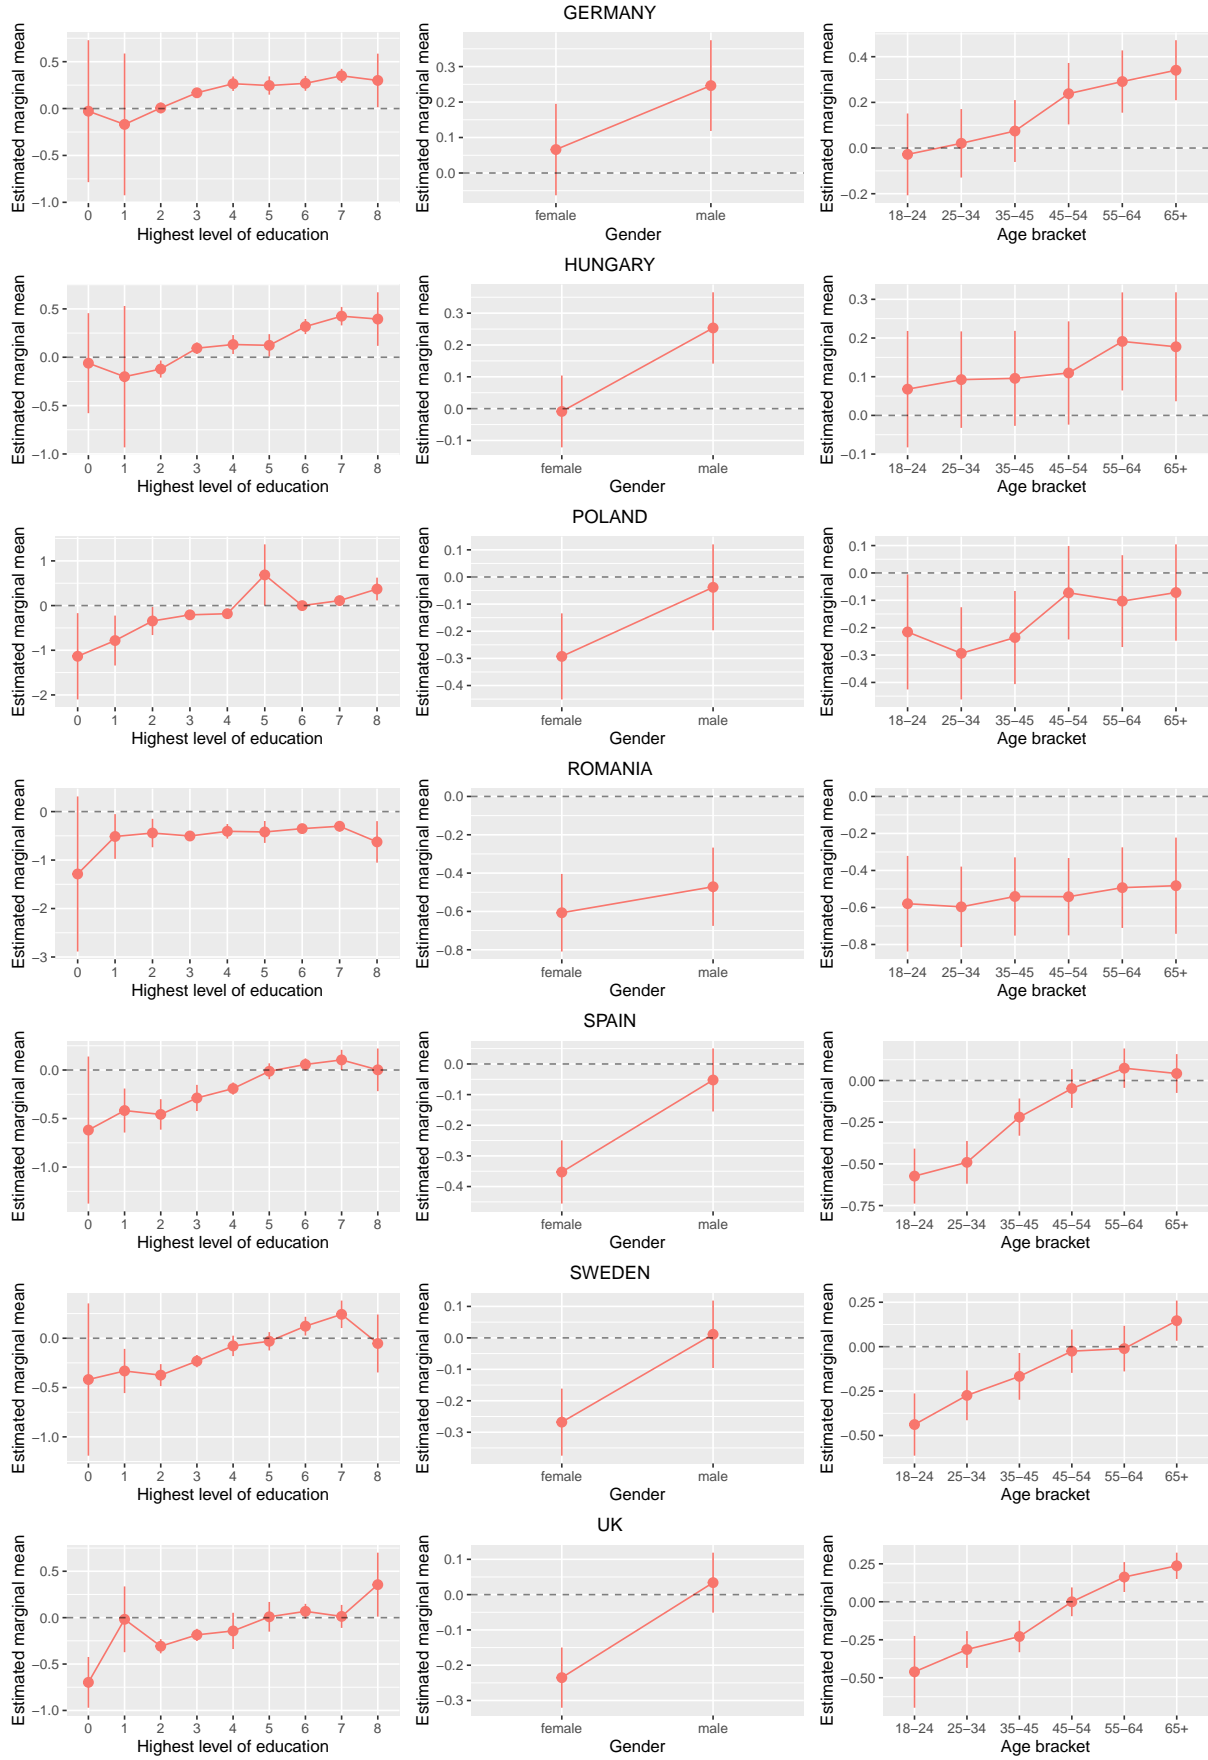 GERMANY
Estimated marginal mean
0.5
0.0
−0.5
−1.0
0 1 2 3 4 5 6 7 8
Highest level of education
Estimated marginal mean
0.3
0.2
0.1
0.0
female male
Gender
Estimated marginal mean
0.4
0.2
0.0
−0.2
18−24 25−34 35−45 45−54 55−64 65+
Age bracket
HUNGARY
Estimated marginal mean
0.5
0.0
−0.5
−1.0
0 1 2 3 4 5 6 7 8
Highest level of education
Estimated marginal mean
0.3
0.2
0.1
0.0
−0.1
female male
Gender
Estimated marginal mean
0.3
0.2
0.1
0.0
−0.1
18−24 25−34 35−45 45−54 55−64 65+
Age bracket
POLAND
Estimated marginal mean
1
0
−1
−2
0 1 2 3 4 5 6 7 8
Highest level of education
Estimated marginal mean
0.1
0.0
−0.1
−0.2
−0.3
−0.4
female male
Gender
Estimated marginal mean
0.1
0.0
−0.1
−0.2
−0.3
−0.4
18−24 25−34 35−45 45−54 55−64 65+
Age bracket
ROMANIA
Estimated marginal mean
0
−1
−2
−3
0 1 2 3 4 5 6 7 8
Highest level of education
Estimated marginal mean
0.0
−0.2
−0.4
−0.6
−0.8
female male
Gender
Estimated marginal mean
0.0
−0.2
−0.4
−0.6
−0.8
18−24 25−34 35−45 45−54 55−64 65+
Age bracket
SPAIN
Estimated marginal mean
0.0
−0.5
−1.0
0 1 2 3 4 5 6 7 8
Highest level of education
Estimated marginal mean
0.0
−0.1
−0.2
−0.3
−0.4
female male
Gender
Estimated marginal mean
0.00
−0.25
−0.50
−0.75
18−24 25−34 35−45 45−54 55−64 65+
Age bracket
SWEDEN
Estimated marginal mean
0.0
−0.5
−1.0
0 1 2 3 4 5 6 7 8
Highest level of education
Estimated marginal mean
0.1
0.0
−0.1
−0.2
−0.3
female male
Gender
Estimated marginal mean
0.25
0.00
−0.25
−0.50
18−24 25−34 35−45 45−54 55−64 65+
Age bracket
UK
Estimated marginal mean
0.5
0.0
−0.5
−1.0
0 1 2 3 4 5 6 7 8
Highest level of education
Estimated marginal mean
0.1
0.0
−0.1
−0.2
−0.3
female male
Gender
Estimated marginal mean
0.25
0.00
−0.25
−0.50
18−24 25−34 35−45 45−54 55−64 65+
Age bracket